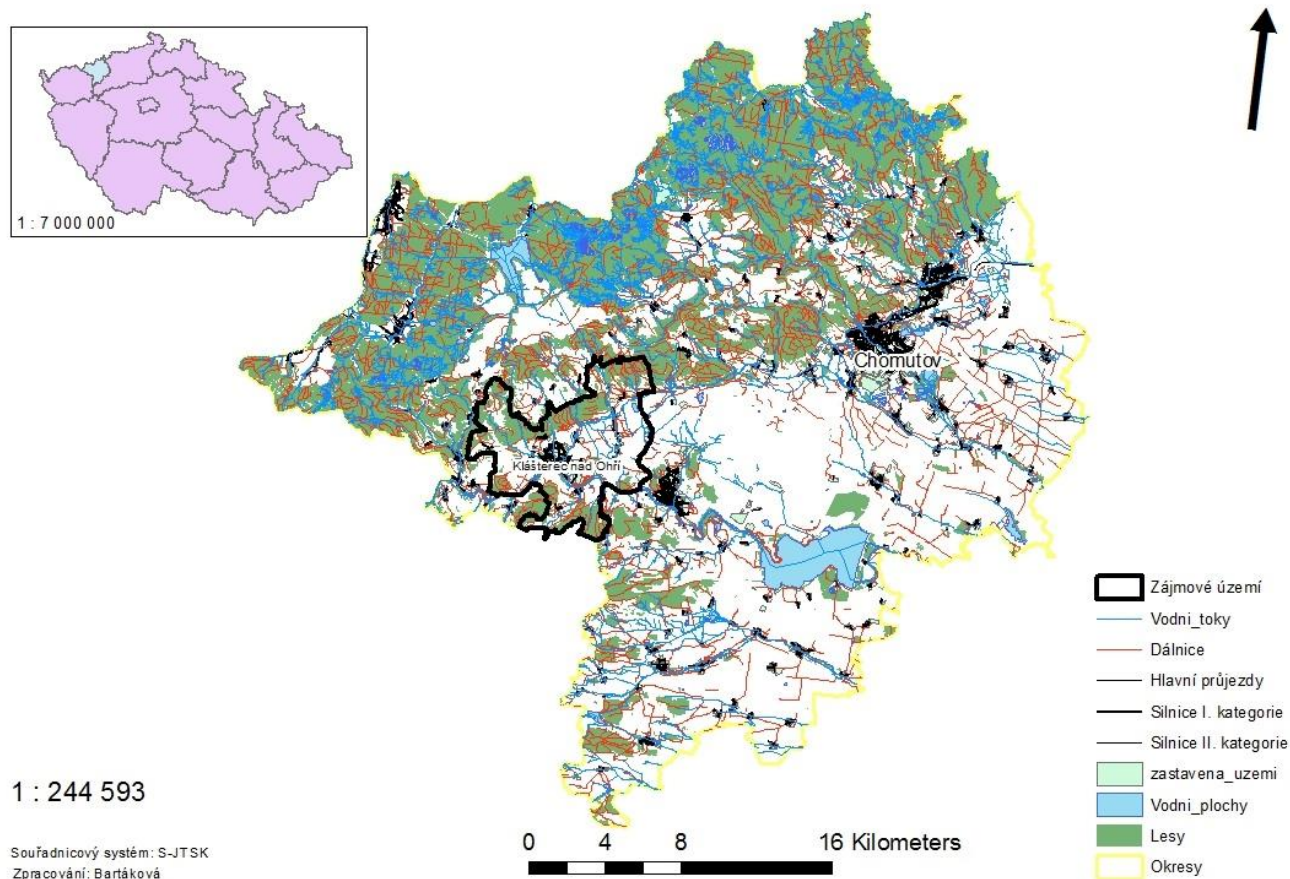 1 : 7 000 000
Chomutov
Klášterec nad Ohří
Zájmové území
Vodni_toky
Dálnice
Hlavní průjezdy
Silnice I. kategorie
Silnice II. kategorie
zastavena_uzemi
Vodni_plochy
Lesy
Okresy
1 : 244 593
0 4 8 16 Kilometers
Souřadnicový systém: S-JTSK
Zpracování: Bartáková